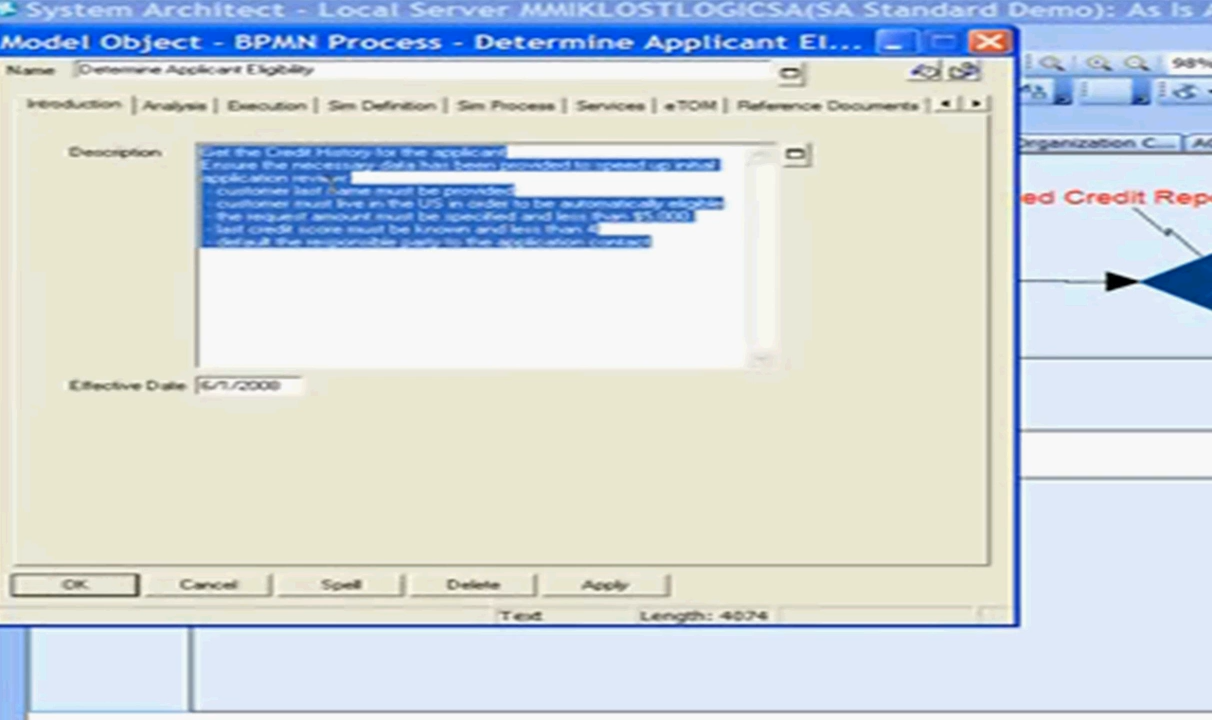 System Architect - Local Server MMIKLOSTLOGICSA(SA Standard Demo): As Is A
Model Object - BPMN Process - Determine Applicant El...
Name Determine Applicant Eligibility
98%
Introduction Analysis Execution Sim Definition Sim Process Services eTOM Reference Documents
Organization C...
Description
Get the Credit History for the applicant
Ensure the necessary data has been provided to speed up initial
application review:
- customer last name must be provided
- customer must live in the US in order to be automatically eligible
- the request amount must be specified and less than $5,000
- last credit score must be known and less than 4
- default the responsible party to the application contact
ed Credit Rep
Effective Date 6/1/2008
OK Cancel Spell Delete Apply
Text Length: 4074